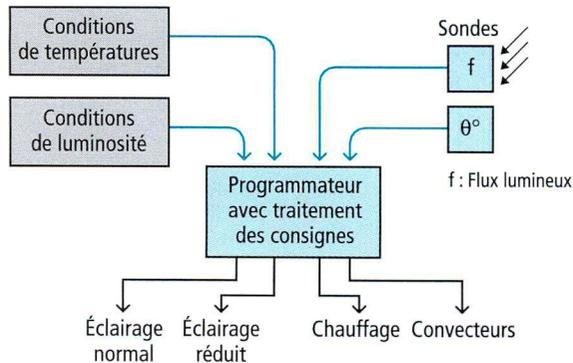 Conditions
de températures
Sondes
f
Conditions
de luminosité
θ°
f : Flux lumineux
Programmateur
avec traitement
des consignes
Éclairage
normal
Éclairage
réduit
Chauffage
Convecteurs